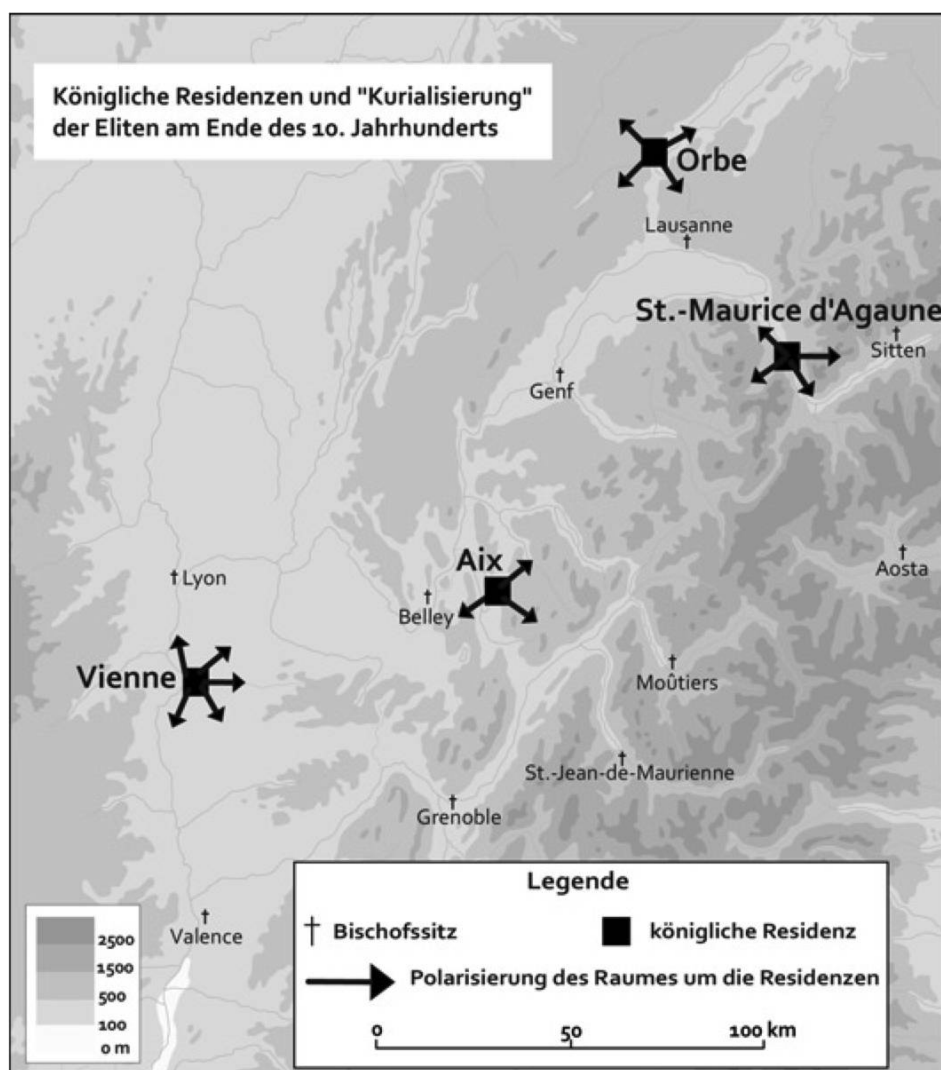 Königliche Residenzen und "Kurialisierung"
der Eliten am Ende des 10. Jahrhunderts
Orbe
Lausanne
St.-Maurice d'Agaune
Sitten
Genf
Aix
Lyon
Belley
Aosta
Vienne
Moûtiers
St.-Jean-de-Maurienne
Grenoble
Valence
2500
1500
500
100
0 m
Legende
Bischofssitz
königliche Residenz
Polarisierung des Raumes um die Residenzen
0 50 100 km